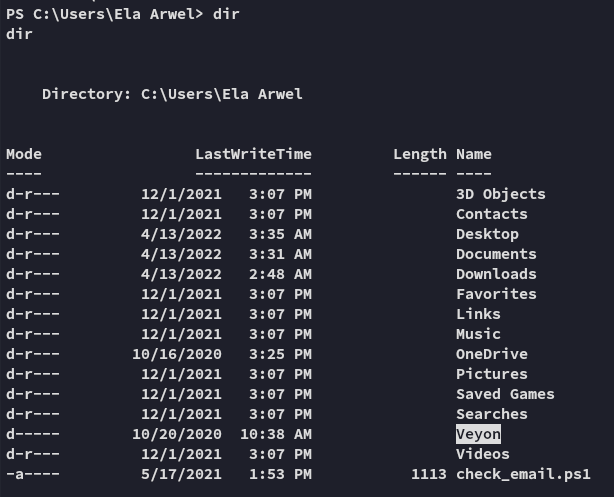 PS C:\Users\Ela Arwel> dir
dir
Directory: C:\Users\Ela Arwel
Mode LastWriteTime Length Name
---- ------------- ------ ----
d-r--- 12/1/2021 3:07 PM 3D Objects
d-r--- 12/1/2021 3:07 PM Contacts
d-r--- 4/13/2022 3:35 AM Desktop
d-r--- 4/13/2022 3:31 AM Documents
d-r--- 4/13/2022 2:48 AM Downloads
d-r--- 12/1/2021 3:07 PM Favorites
d-r--- 12/1/2021 3:07 PM Links
d-r--- 12/1/2021 3:07 PM Music
d-r--- 10/16/2020 3:25 PM OneDrive
d-r--- 12/1/2021 3:07 PM Pictures
d-r--- 12/1/2021 3:07 PM Saved Games
d-r--- 12/1/2021 3:07 PM Searches
d----- 10/20/2020 10:38 AM Veyon
d-r--- 12/1/2021 3:07 PM Videos
-a---- 5/17/2021 1:53 PM 1113 check_email.ps1